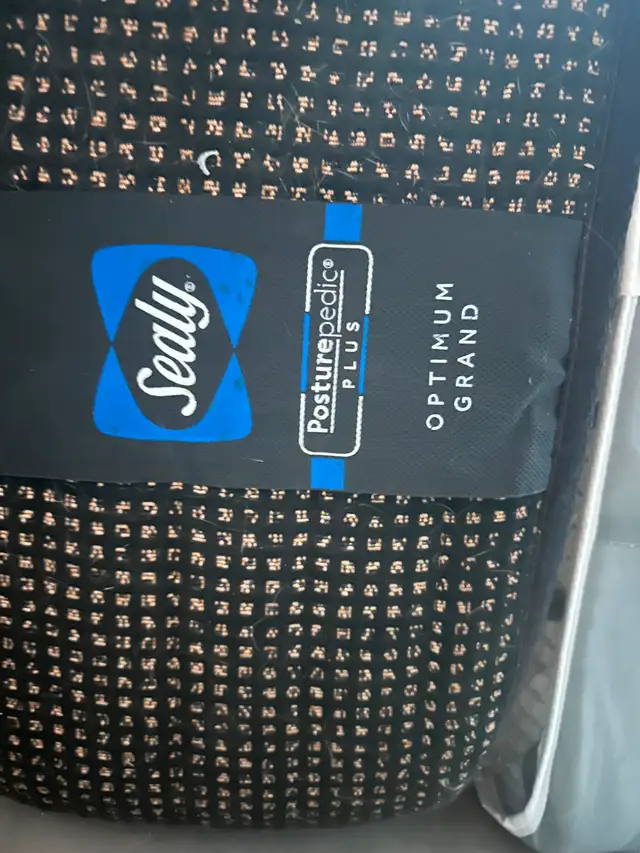 Sealy®
Posturepedic®
PLUS
OPTIMUM
GRAND